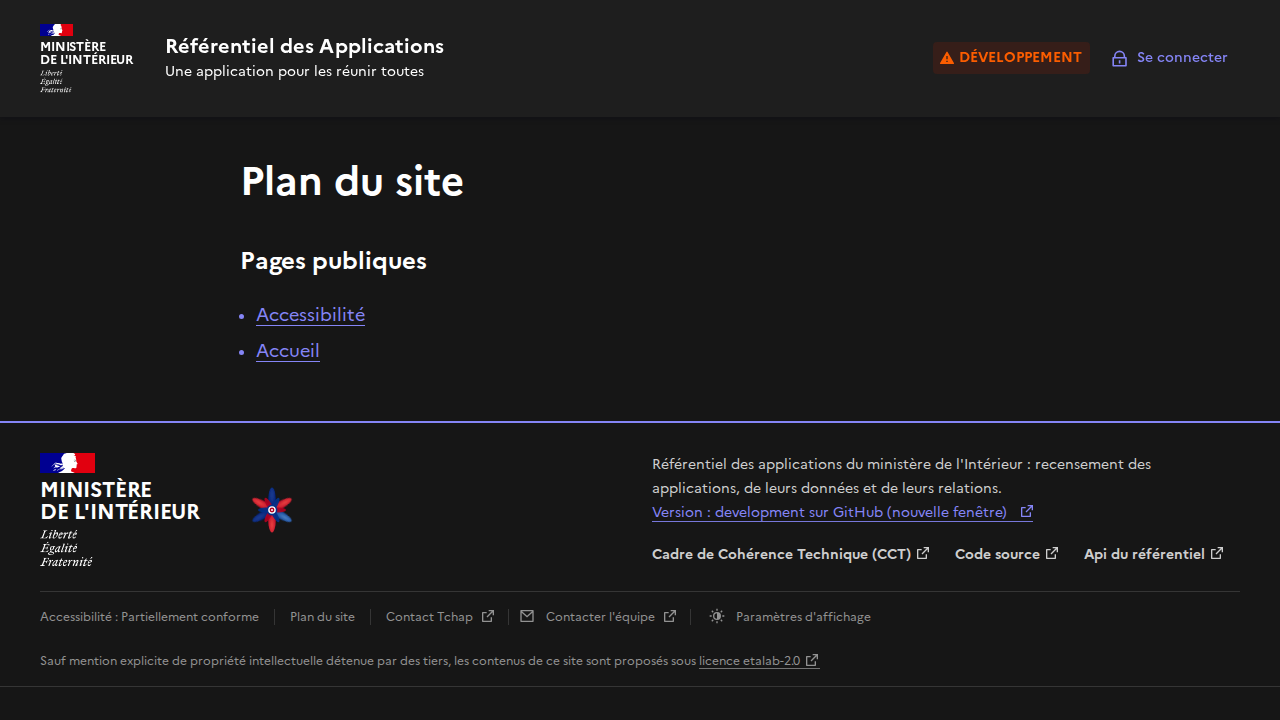 MINISTÈRE
DE L'INTÉRIEUR
Liberté
Égalité
Fraternité
Référentiel des Applications
Une application pour les réunir toutes
DÉVELOPPEMENT
Se connecter
Plan du site
Pages publiques
Accessibilité
Accueil
MINISTÈRE
DE L'INTÉRIEUR
Liberté
Égalité
Fraternité
Référentiel des applications du ministère de l'Intérieur : recensement des
applications, de leurs données et de leurs relations.
Version : development sur GitHub (nouvelle fenêtre)
Cadre de Cohérence Technique (CCT)
Code source
Api du référentiel
Accessibilité : Partiellement conforme
Plan du site
Contact Tchap
Contacter l'équipe
Paramètres d'affichage
Sauf mention explicite de propriété intellectuelle détenue par des tiers, les contenus de ce site sont proposés sous licence etalab-2.0